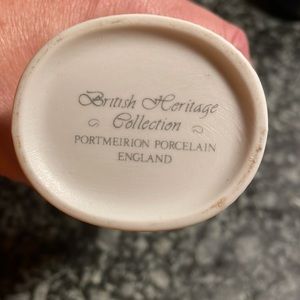 British Heritage
Collection
PORTMEIRION PORCELAIN
ENGLAND